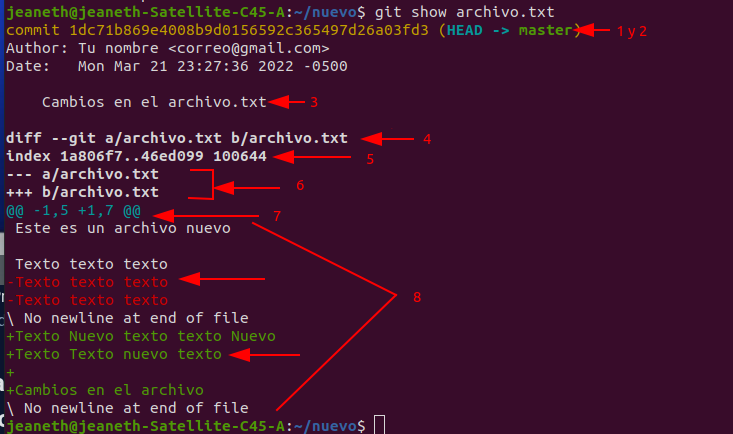 jeaneth@jeaneth-Satellite-C45-A:~/nuevo$ git show archivo.txt
commit 1dc71b869e4008b9d0156592c365497d26a03fd3 (HEAD -> master) 1 y 2
Author: Tu nombre <correo@gmail.com>
Date:   Mon Mar 21 23:27:36 2022 -0500
Cambios en el archivo.txt 3
diff --git a/archivo.txt b/archivo.txt 4
index 1a806f7..46ed099 100644 5
--- a/archivo.txt
6
+++ b/archivo.txt
@@ -1,5 +1,7 @@ 7
Este es un archivo nuevo
Texto texto texto
-Texto texto texto
8
-Texto texto texto
\ No newline at end of file
+Texto Nuevo texto texto Nuevo
+Texto Texto nuevo texto
+
+Cambios en el archivo
\ No newline at end of file
jeaneth@jeaneth-Satellite-C45-A:~/nuevo$